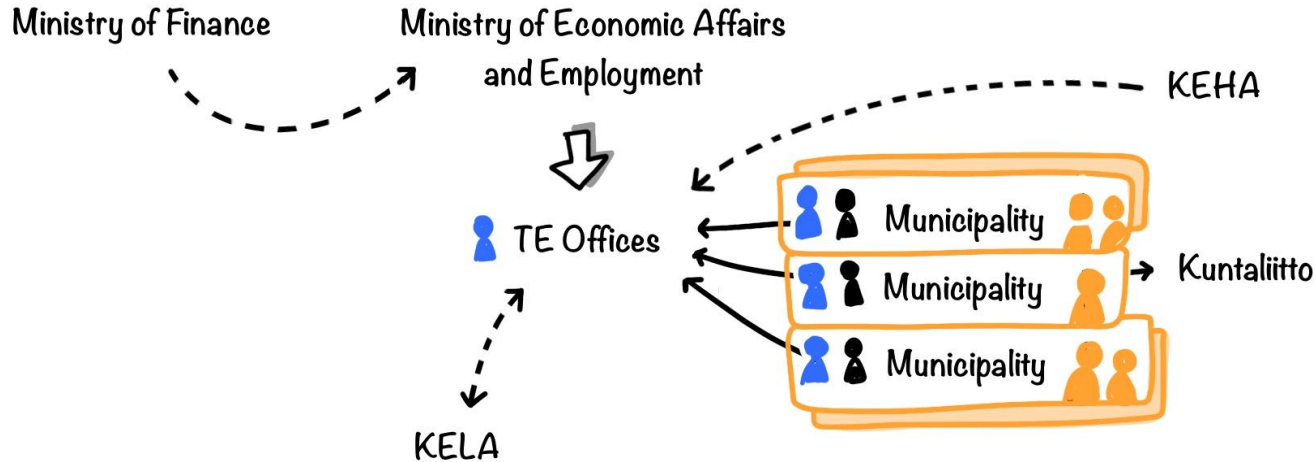 Ministry of Finance
Ministry of Economic Affairs
and Employment
KEHA
Municipality
TE Offices
Municipality
Kuntaliitto
Municipality
KELA